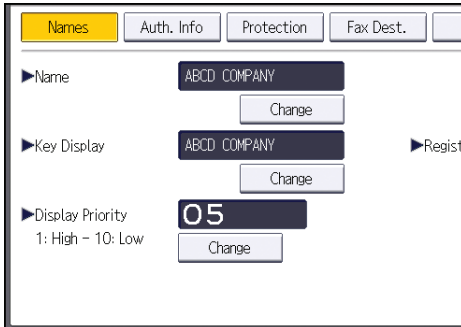 Names Auth. Info Protection Fax Dest.
▶Name ABCD COMPANY
Change
▶Key Display ABCD COMPANY ▶Regist
Change
▶Display Priority 05
1: High - 10: Low Change